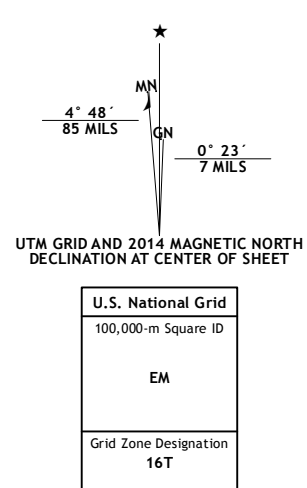 ★
MN
4° 48´
85 MILS
GN
0° 23´
7 MILS
UTM GRID AND 2014 MAGNETIC NORTH
DECLINATION AT CENTER OF SHEET
U.S. National Grid
100,000-m Square ID
EM
Grid Zone Designation
16T